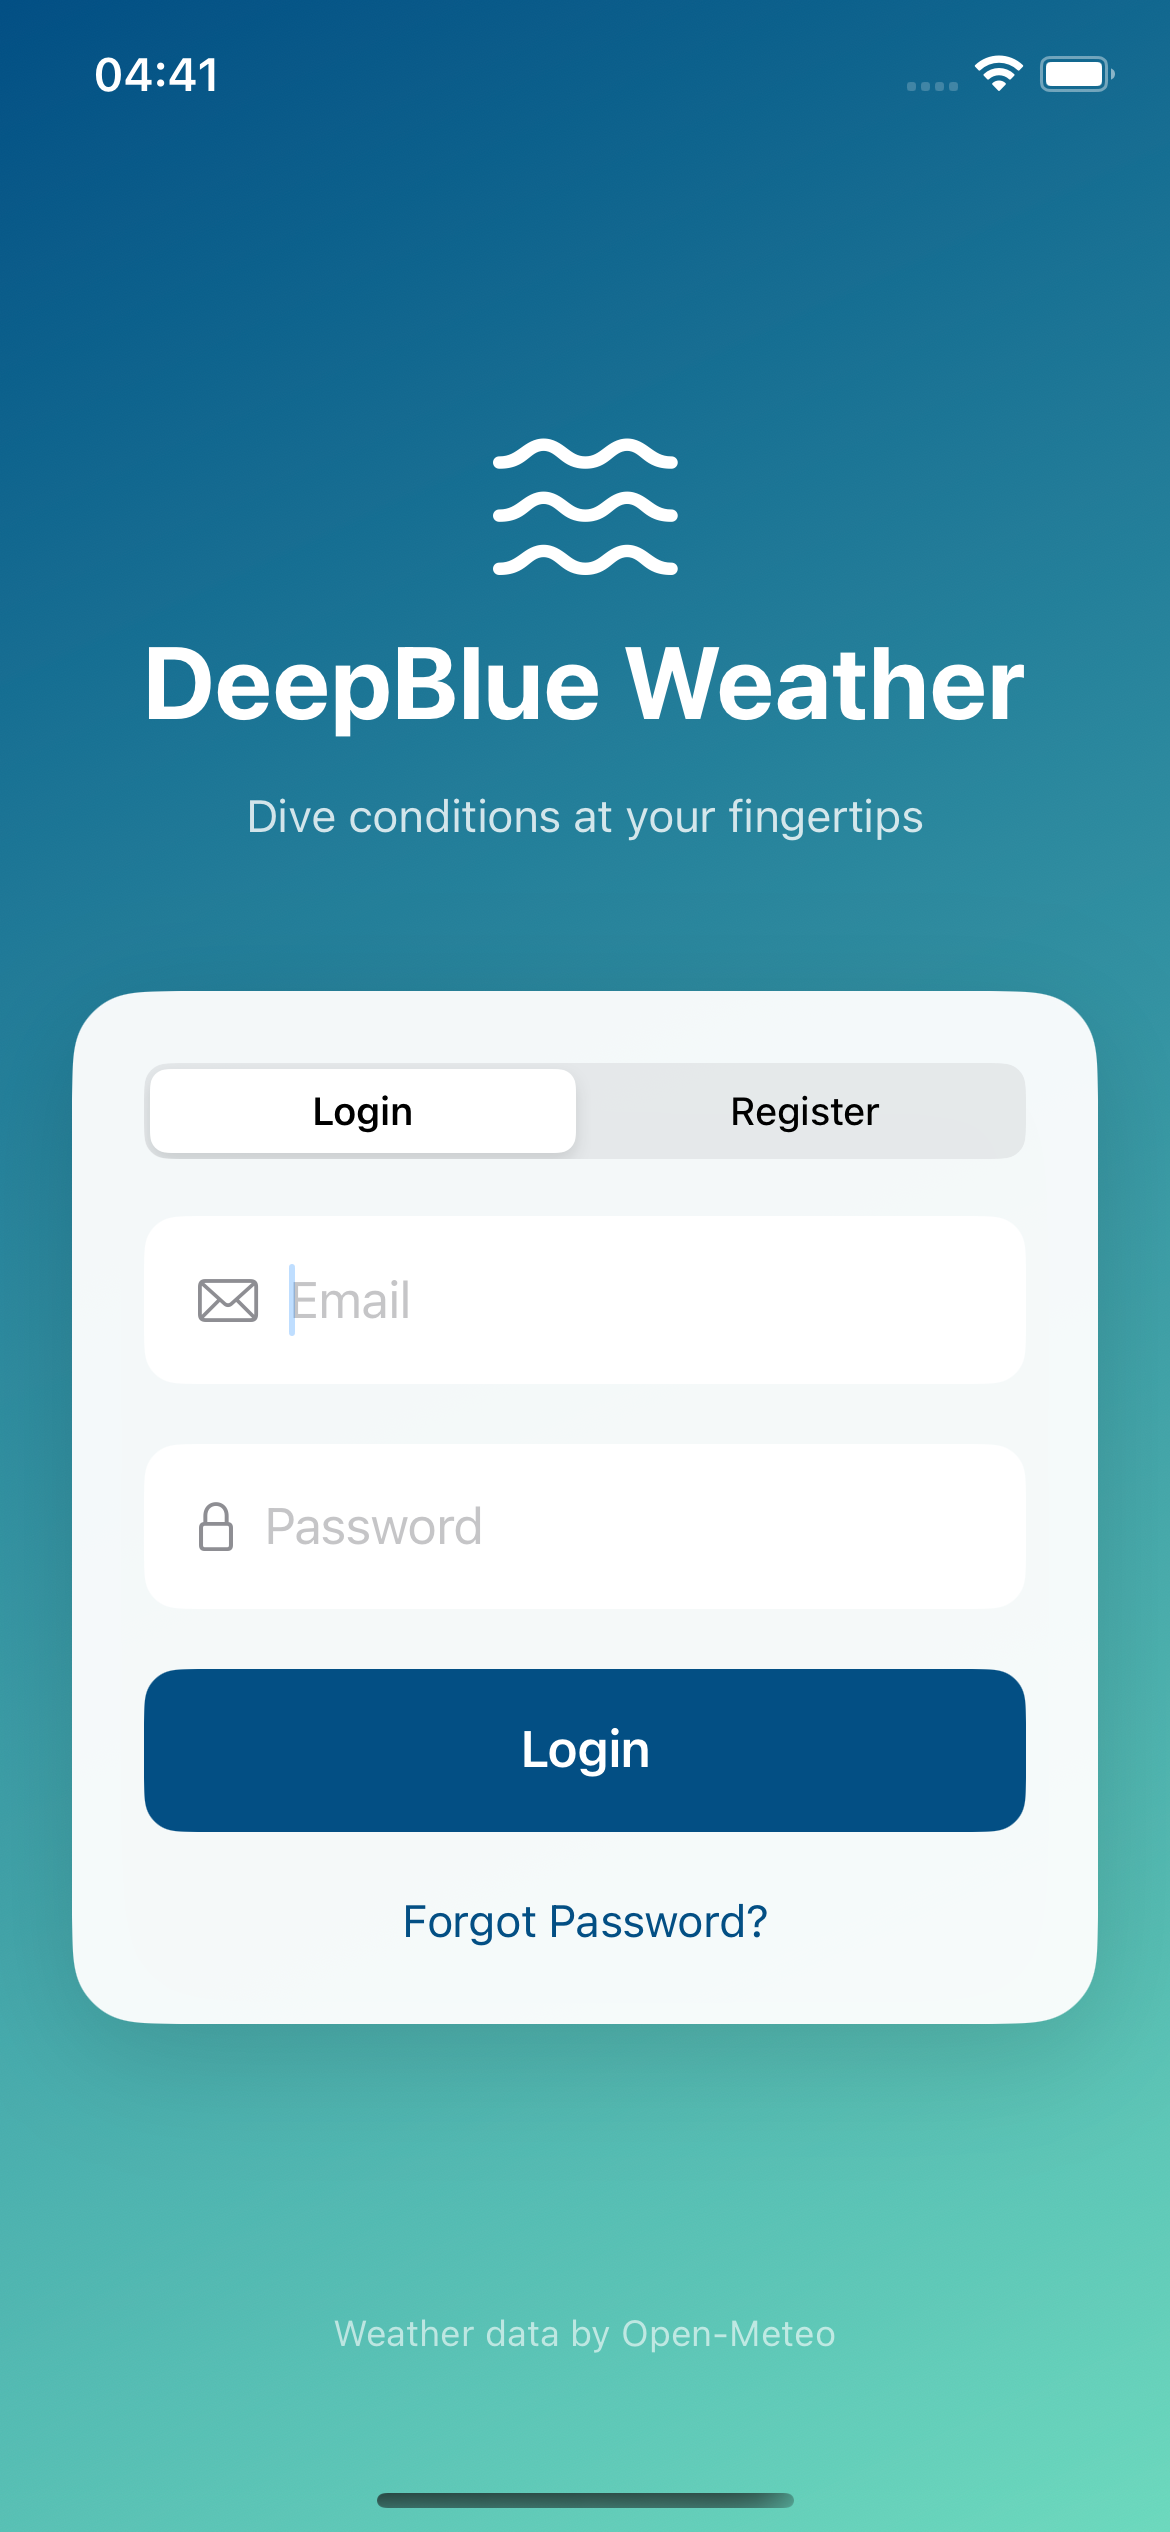 04:41
DeepBlue Weather
Dive conditions at your fingertips
Login
Register
Email
Password
Login
Forgot Password?
Weather data by Open-Meteo